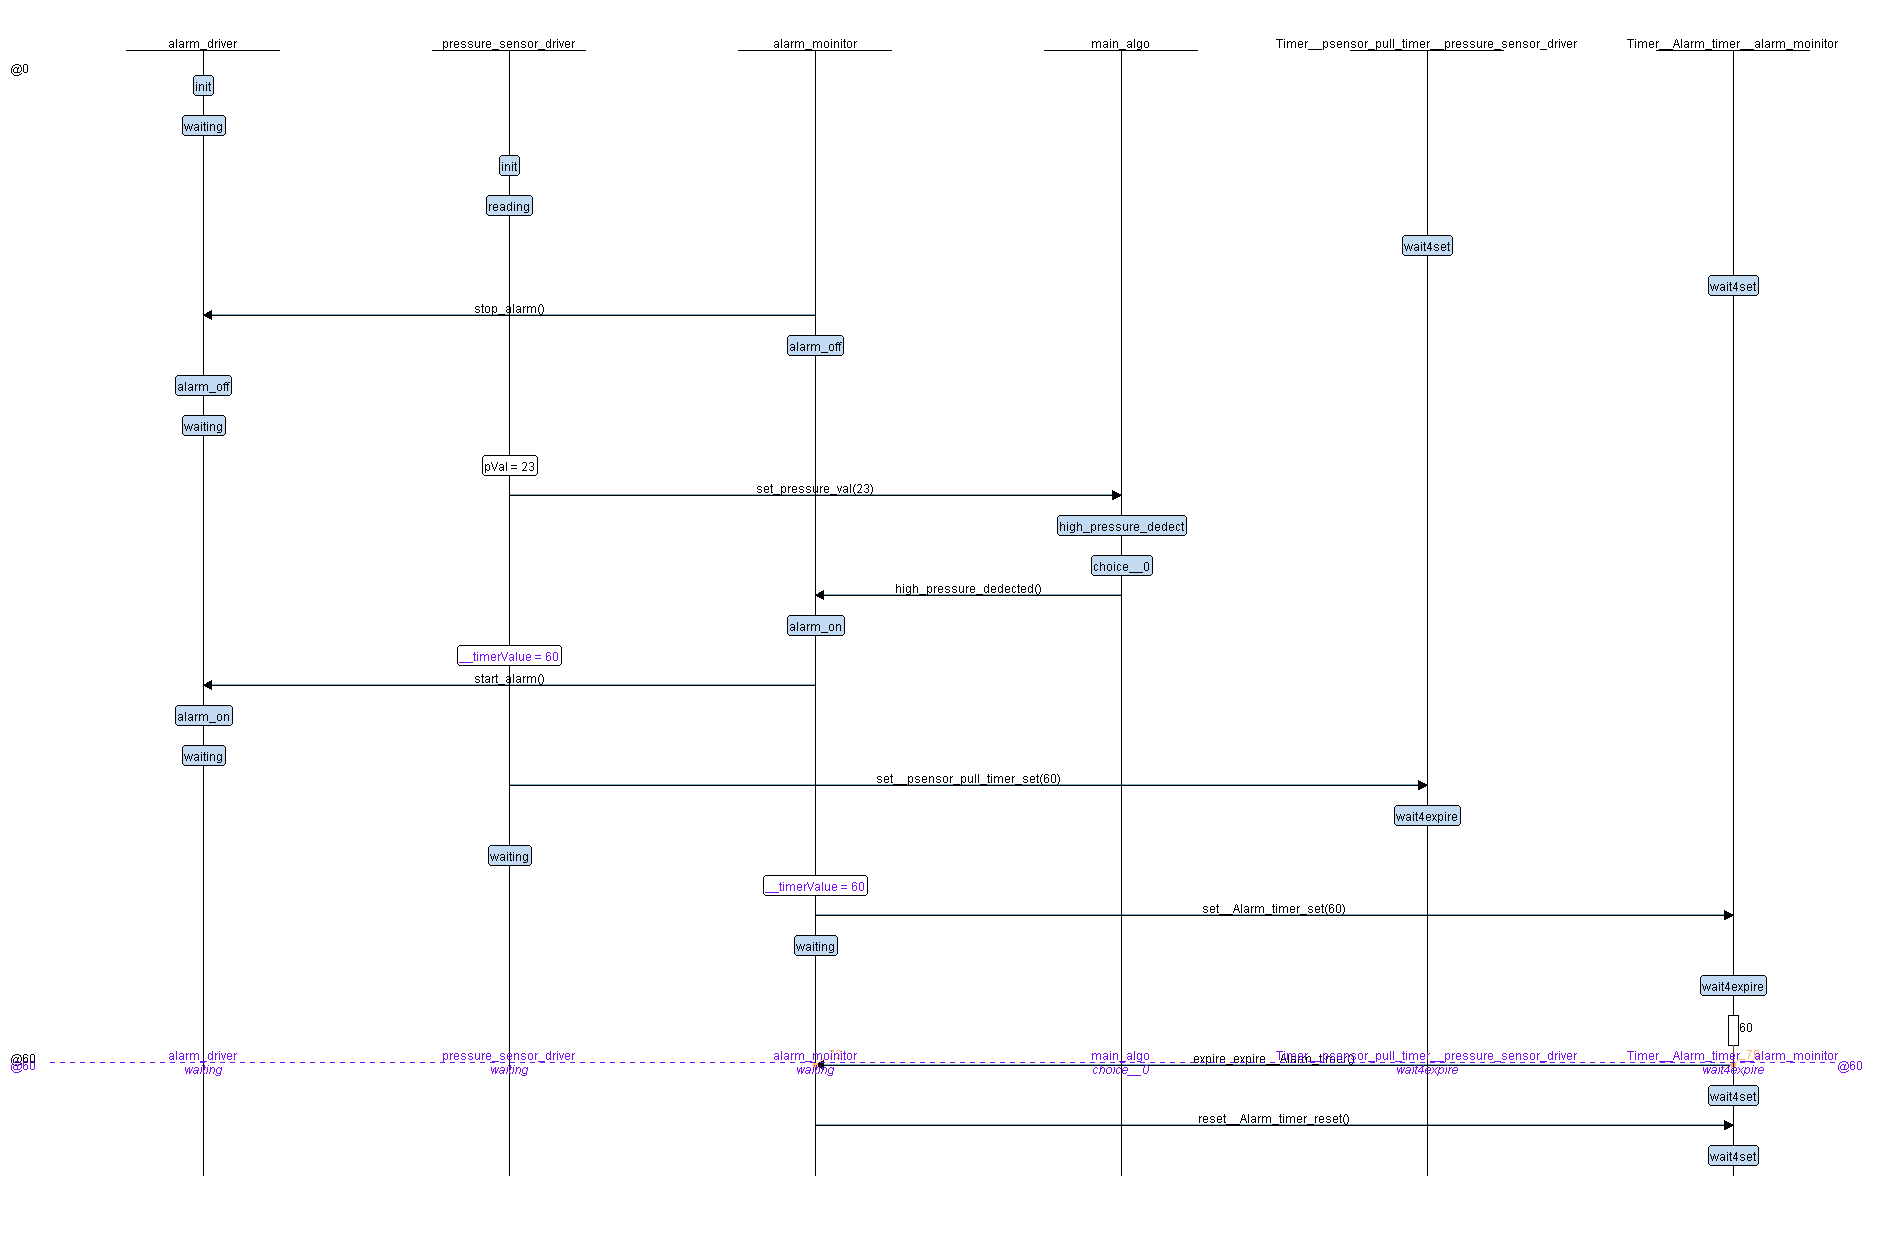 alarm_driver
pressure_sensor_driver
alarm_moinitor
main_algo
Timer__psensor_pull_timer__pressure_sensor_driver
Timer__Alarm_timer__alarm_moinitor
@0
init
waiting
init
reading
wait4set
wait4set
stop_alarm()
alarm_off
alarm_off
waiting
pVal = 23
set_pressure_val(23)
high_pressure_dedect
choice__0
high_pressure_dedected()
alarm_on
__timerValue = 60
start_alarm()
alarm_on
waiting
set__psensor_pull_timer_set(60)
wait4expire
waiting
__timerValue = 60
set__Alarm_timer_set(60)
waiting
wait4expire
60
@60
alarm_driver
pressure_sensor_driver
alarm_moinitor
main_algo
expire_expire__Alarm_timer()
Timer__psensor_pull_timer__pressure_sensor_driver
Timer__Alarm_timer__alarm_moinitor
@60
waiting
waiting
waiting
choice__0
wait4expire
wait4expire
@60
wait4set
reset__Alarm_timer_reset()
wait4set